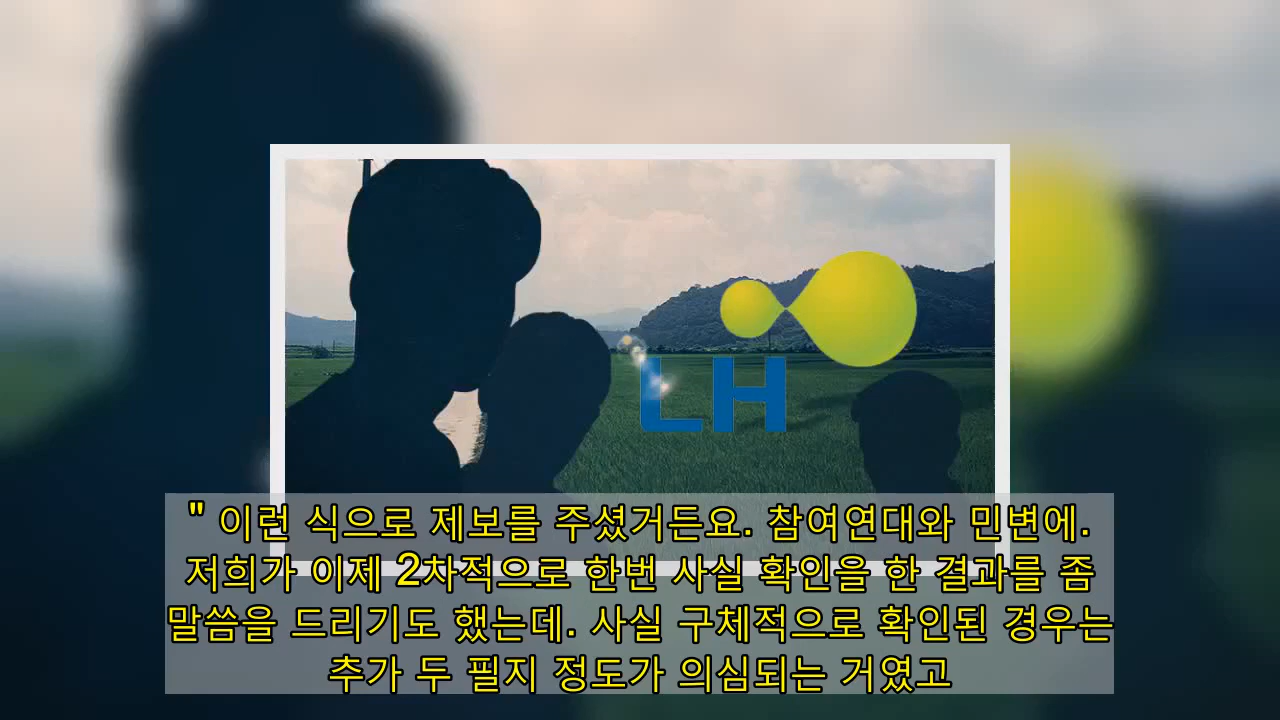 LH
" 이런 식으로 제보를 주셨거든요. 참여연대와 민변에.
저희가 이제 2차적으로 한번 사실 확인을 한 결과를 좀
말씀을 드리기도 했는데. 사실 구체적으로 확인된 경우는
추가 두 필지 정도가 의심되는 거였고